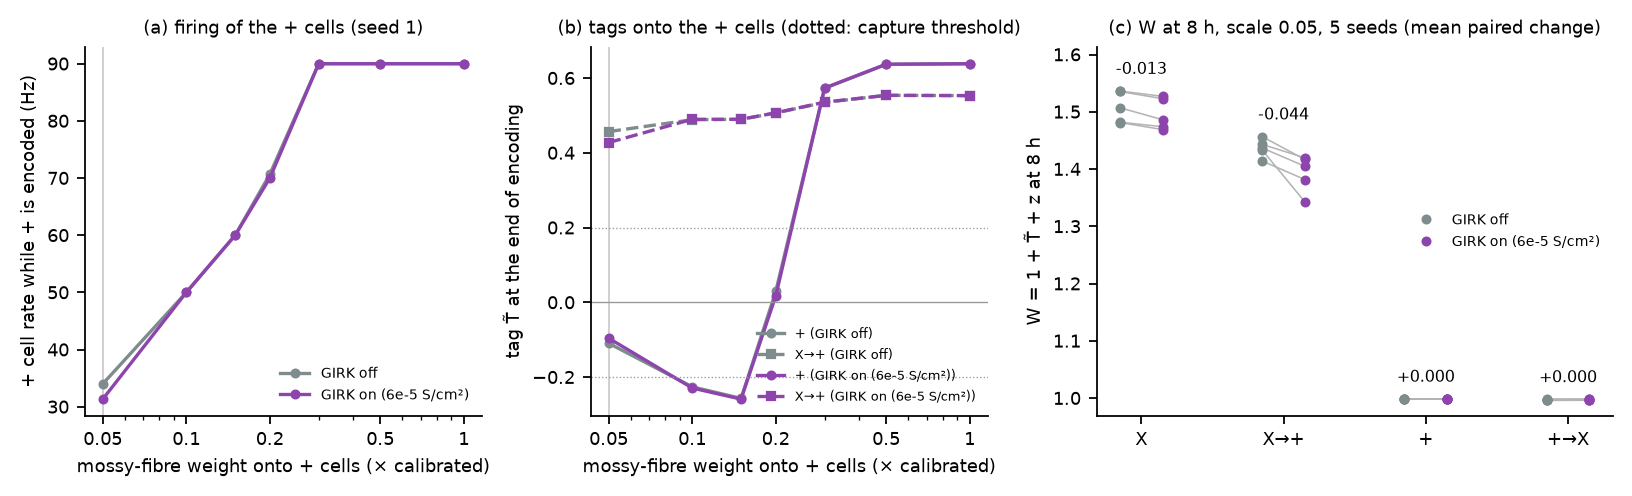 (a) firing of the + cells (seed 1)
+ cell rate while + is encoded (Hz)
90
80
70
60
50
40
30
GIRK off
GIRK on (6e-5 S/cm²)
0.05 0.1 0.2 0.5 1
mossy-fibre weight onto + cells (× calibrated)
(b) tags onto the + cells (dotted: capture threshold)
tag T̃ at the end of encoding
0.6
0.4
0.2
0.0
−0.2
+ (GIRK off)
X→+ (GIRK off)
+ (GIRK on (6e-5 S/cm²))
X→+ (GIRK on (6e-5 S/cm²))
0.05 0.1 0.2 0.5 1
mossy-fibre weight onto + cells (× calibrated)
(c) W at 8 h, scale 0.05, 5 seeds (mean paired change)
W = 1 + T̃ + z at 8 h
1.6
1.5
1.4
1.3
1.2
1.1
1.0
-0.013
-0.044
GIRK off
GIRK on (6e-5 S/cm²)
+0.000 +0.000
X X→+ + +→X